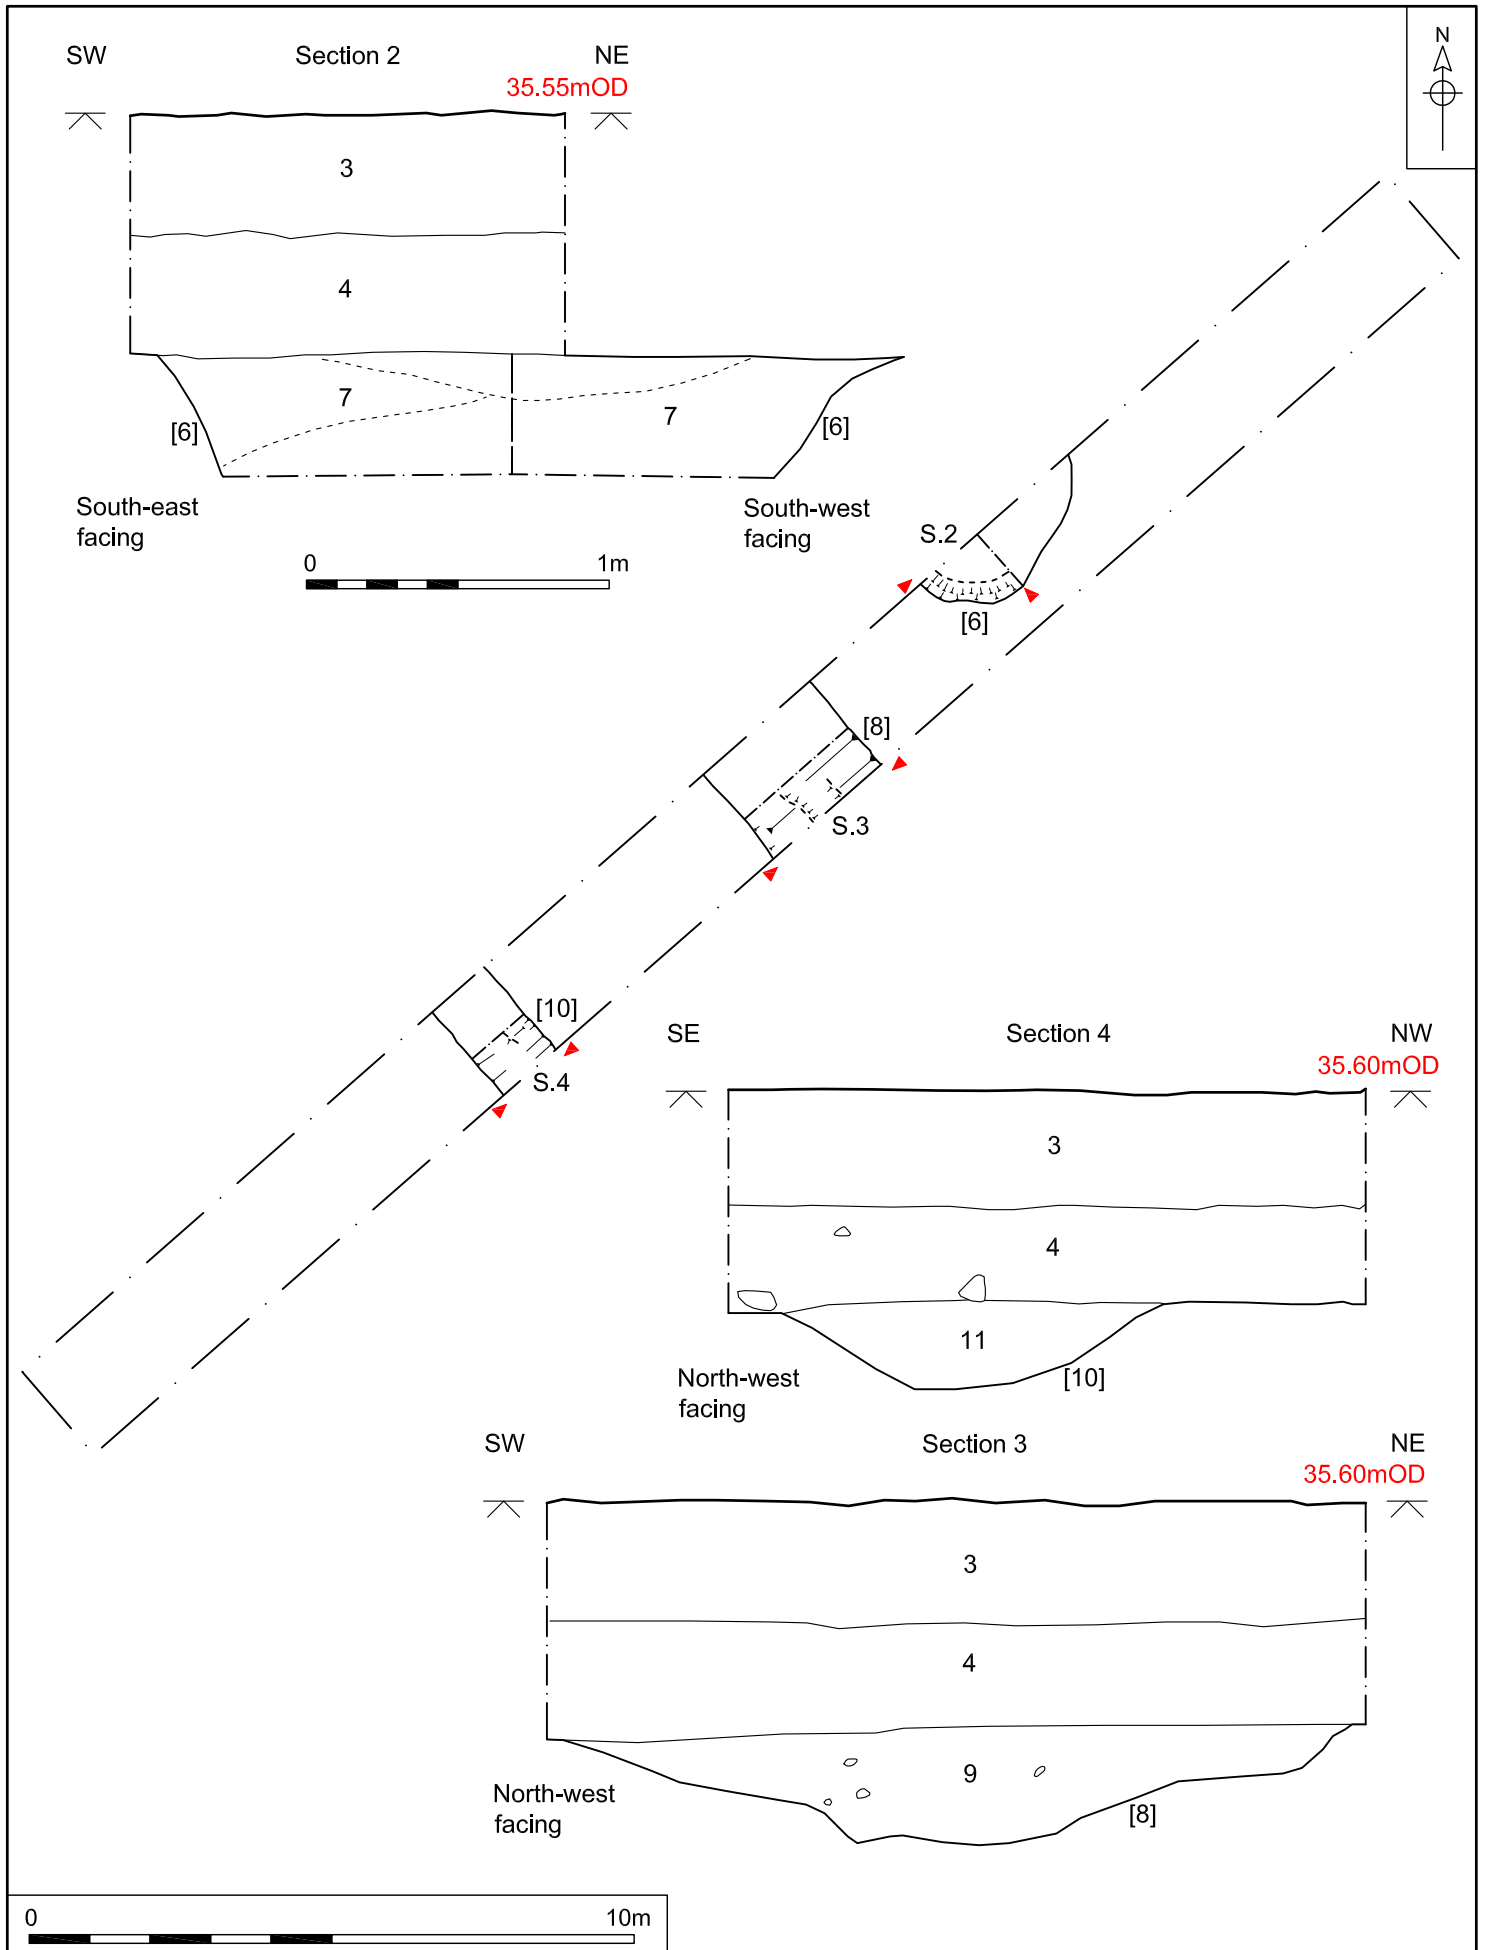 SW Section 2 NE
35.55mOD
N
3
4
7
7
[6]
[6]
South-east
facing
South-west
facing
0 1m
S.2
[6]
[8]
S.3
[10]
S.4
SE Section 4 NW
35.60mOD
3
4
11
[10]
North-west
facing
SW Section 3 NE
35.60mOD
3
4
9
[8]
North-west
facing
0 10m